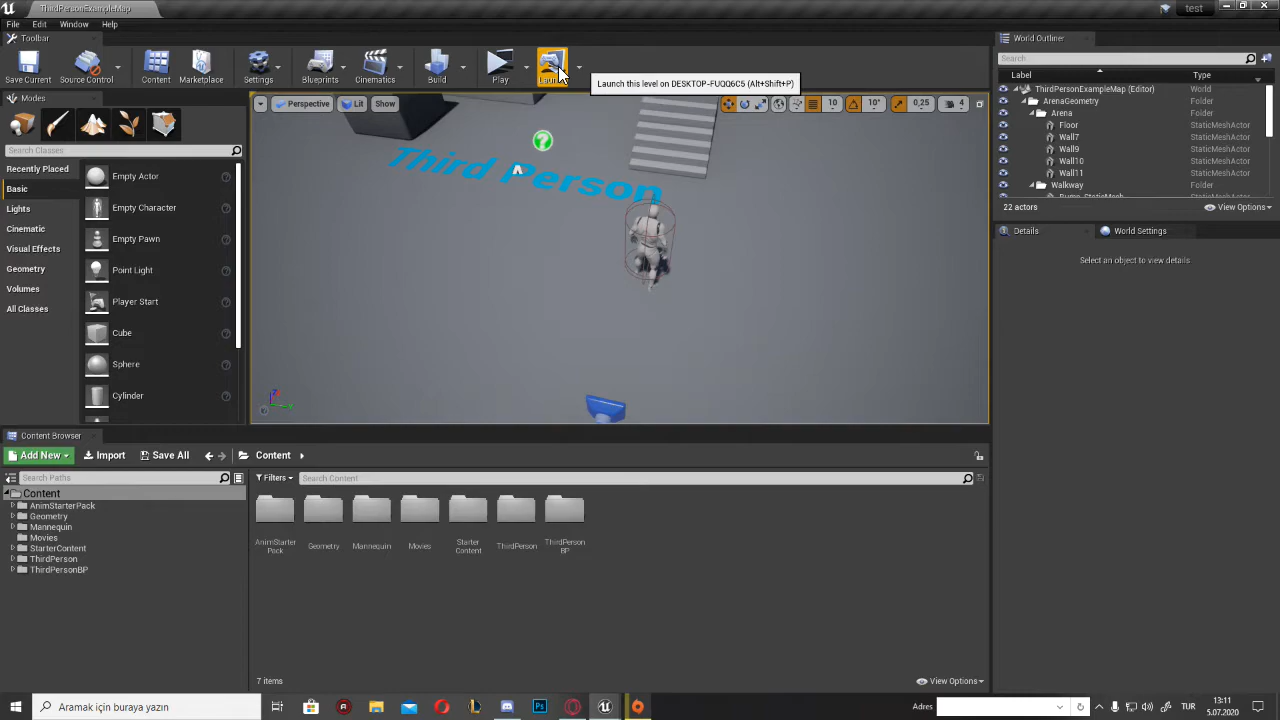 ThirdPersonExampleMap
test
File Edit Window Help
Toolbar
World Outliner
Save Current
Source Control
Content
Marketplace
Settings
Blueprints
Cinematics
Build
Play
Launch this level on DESKTOP-FUQQ6C5 (Alt+Shift+P)
Search
Label Type
ThirdPersonExampleMap (Editor) World
ArenaGeometry Folder
Arena Folder
Floor StaticMeshActor
Wall7 StaticMeshActor
Wall9 StaticMeshActor
Wall10 StaticMeshActor
Wall11 StaticMeshActor
Walkway Folder
22 actors
View Options
Details
World Settings
Select an object to view details
Modes
Search Classes
Recently Placed
Basic
Lights
Cinematic
Visual Effects
Geometry
Volumes
All Classes
Empty Actor
Empty Character
Empty Pawn
Point Light
Player Start
Cube
Sphere
Cylinder
Perspective
Lit
Show
10
10°
0,25
4
Third Person
Content Browser
Add New
Import
Save All
Content
Search Paths
Filters
Search Content
Content
AnimStarterPack
Geometry
Mannequin
Movies
StarterContent
ThirdPerson
ThirdPersonBP
AnimStarter
Pack
Geometry
Mannequin
Movies
Starter
Content
ThirdPerson
ThirdPerson
BP
7 items
View Options
Aramak için buraya yazın
Adres
TUR
13:11
5.07.2020